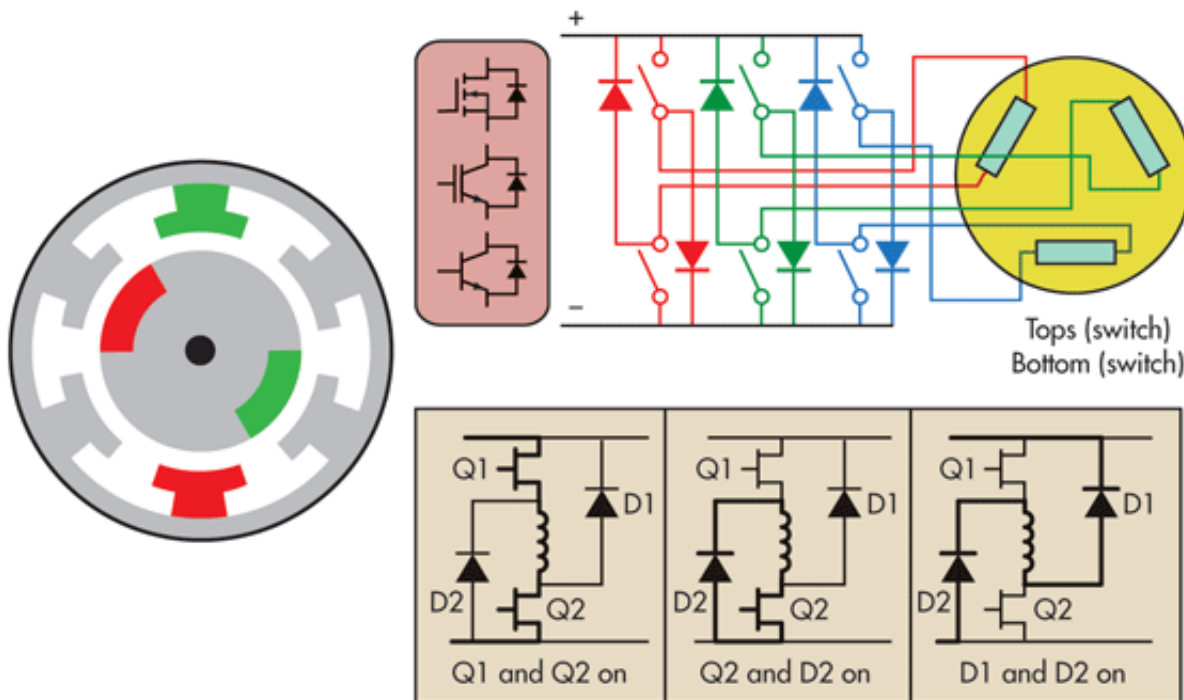 +
–
Tops (switch)
Bottom (switch)
Q1
D1
D2
Q2
Q1 and Q2 on
Q1
D1
D2
Q2
Q2 and D2 on
Q1
D1
D2
Q2
D1 and D2 on